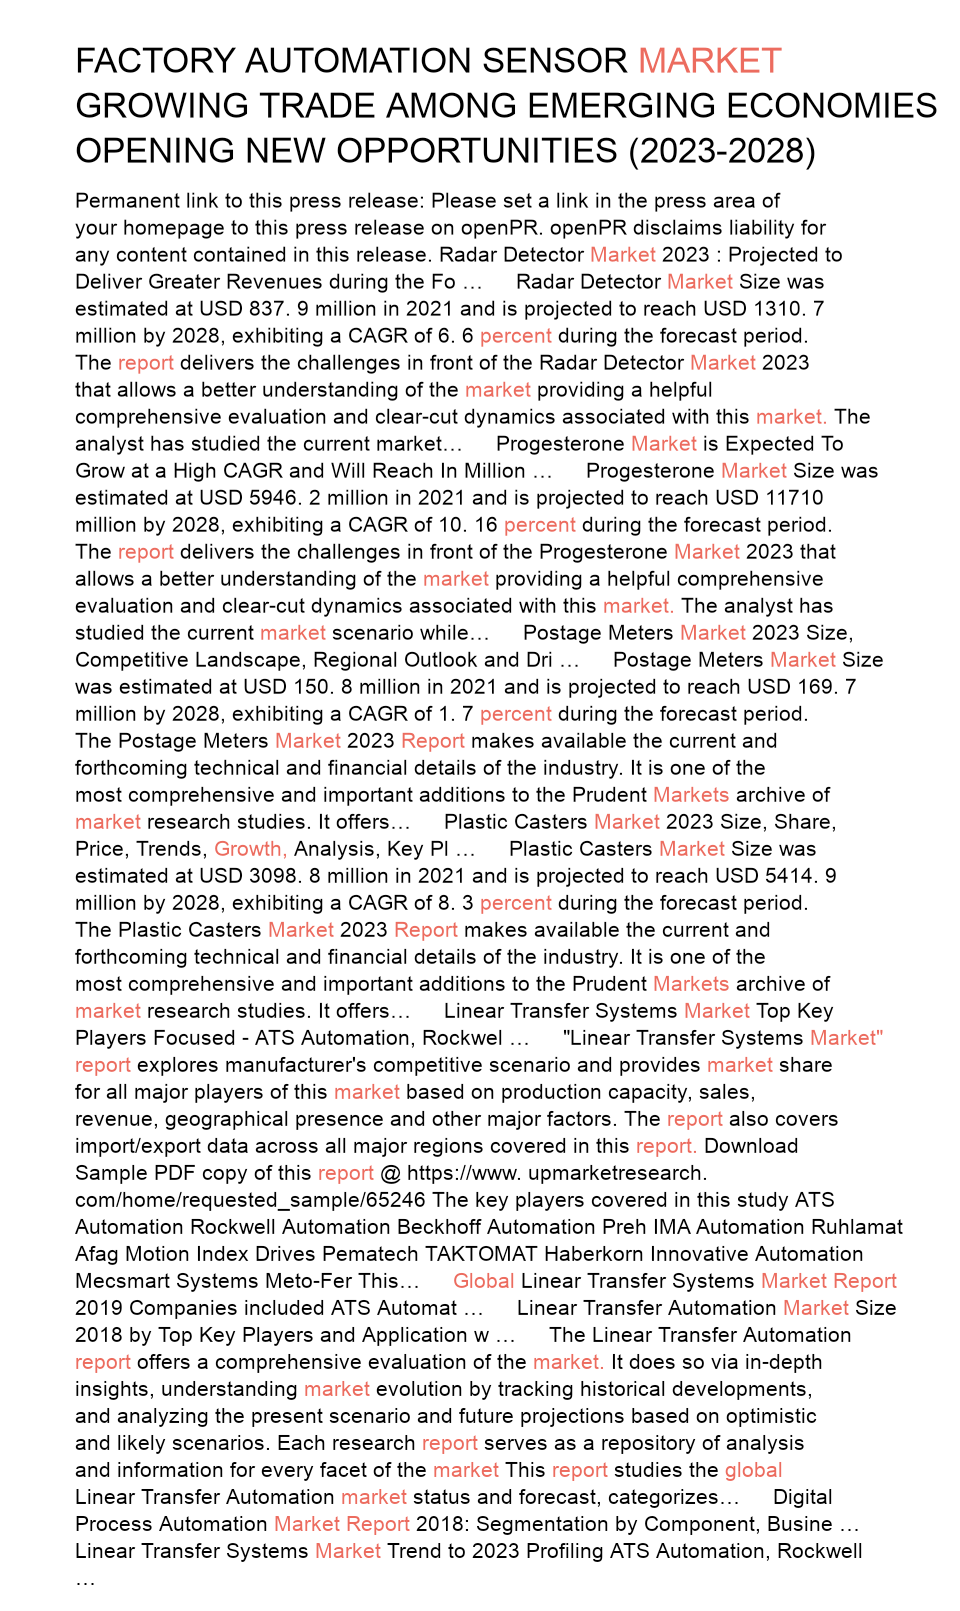 FACTORY AUTOMATION SENSOR MARKET
GROWING TRADE AMONG EMERGING ECONOMIES
OPENING NEW OPPORTUNITIES (2023-2028)
Permanent link to this press release: Please set a link in the press area of
your homepage to this press release on openPR. openPR disclaims liability for
any content contained in this release. Radar Detector Market 2023 : Projected to
Deliver Greater Revenues during the Fo … Radar Detector Market Size was
estimated at USD 837. 9 million in 2021 and is projected to reach USD 1310. 7
million by 2028, exhibiting a CAGR of 6. 6 percent during the forecast period.
The report delivers the challenges in front of the Radar Detector Market 2023
that allows a better understanding of the market providing a helpful
comprehensive evaluation and clear-cut dynamics associated with this market. The
analyst has studied the current market… Progesterone Market is Expected To
Grow at a High CAGR and Will Reach In Million … Progesterone Market Size was
estimated at USD 5946. 2 million in 2021 and is projected to reach USD 11710
million by 2028, exhibiting a CAGR of 10. 16 percent during the forecast period.
The report delivers the challenges in front of the Progesterone Market 2023 that
allows a better understanding of the market providing a helpful comprehensive
evaluation and clear-cut dynamics associated with this market. The analyst has
studied the current market scenario while… Postage Meters Market 2023 Size,
Competitive Landscape, Regional Outlook and Dri … Postage Meters Market Size
was estimated at USD 150. 8 million in 2021 and is projected to reach USD 169. 7
million by 2028, exhibiting a CAGR of 1. 7 percent during the forecast period.
The Postage Meters Market 2023 Report makes available the current and
forthcoming technical and financial details of the industry. It is one of the
most comprehensive and important additions to the Prudent Markets archive of
market research studies. It offers… Plastic Casters Market 2023 Size, Share,
Price, Trends, Growth, Analysis, Key Pl … Plastic Casters Market Size was
estimated at USD 3098. 8 million in 2021 and is projected to reach USD 5414. 9
million by 2028, exhibiting a CAGR of 8. 3 percent during the forecast period.
The Plastic Casters Market 2023 Report makes available the current and
forthcoming technical and financial details of the industry. It is one of the
most comprehensive and important additions to the Prudent Markets archive of
market research studies. It offers… Linear Transfer Systems Market Top Key
Players Focused - ATS Automation, Rockwel … "Linear Transfer Systems Market"
report explores manufacturer's competitive scenario and provides market share
for all major players of this market based on production capacity, sales,
revenue, geographical presence and other major factors. The report also covers
import/export data across all major regions covered in this report. Download
Sample PDF copy of this report @ https://www. upmarketresearch.
com/home/requested_sample/65246 The key players covered in this study ATS
Automation Rockwell Automation Beckhoff Automation Preh IMA Automation Ruhlamat
Afag Motion Index Drives Pematech TAKTOMAT Haberkorn Innovative Automation
Mecsmart Systems Meto-Fer This… Global Linear Transfer Systems Market Report
2019 Companies included ATS Automat … Linear Transfer Automation Market Size
2018 by Top Key Players and Application w … The Linear Transfer Automation
report offers a comprehensive evaluation of the market. It does so via in-depth
insights, understanding market evolution by tracking historical developments,
and analyzing the present scenario and future projections based on optimistic
and likely scenarios. Each research report serves as a repository of analysis
and information for every facet of the market This report studies the global
Linear Transfer Automation market status and forecast, categorizes… Digital
Process Automation Market Report 2018: Segmentation by Component, Busine …
Linear Transfer Systems Market Trend to 2023 Profiling ATS Automation, Rockwell
…